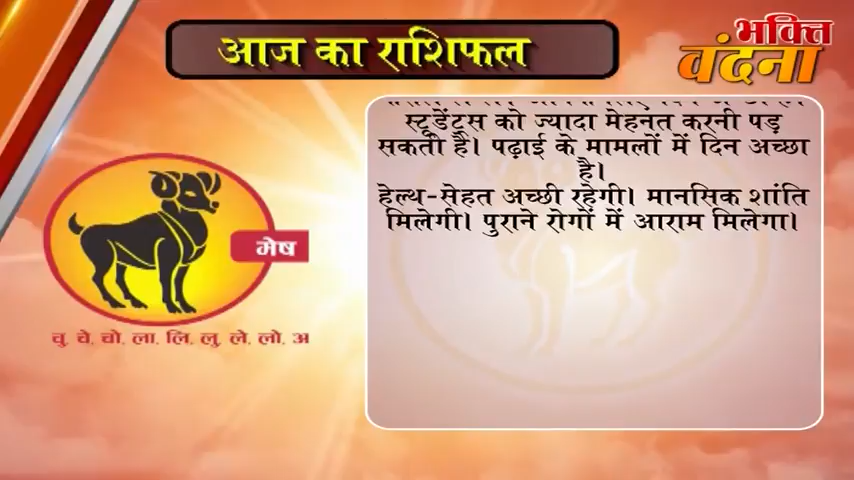 आज का राशिफल
भक्ति
वंदना
स्टूडेंट्स को ज्यादा मेहनत करनी पड़
सकती है। पढ़ाई के मामलों में दिन अच्छा
है।
हेल्थ-सेहत अच्छी रहेगी। मानसिक शांति
मिलेगी। पुराने रोगों में आराम मिलेगा।
मेष
चु, चे, चो, ला, लि, लु, ले, लो, अ